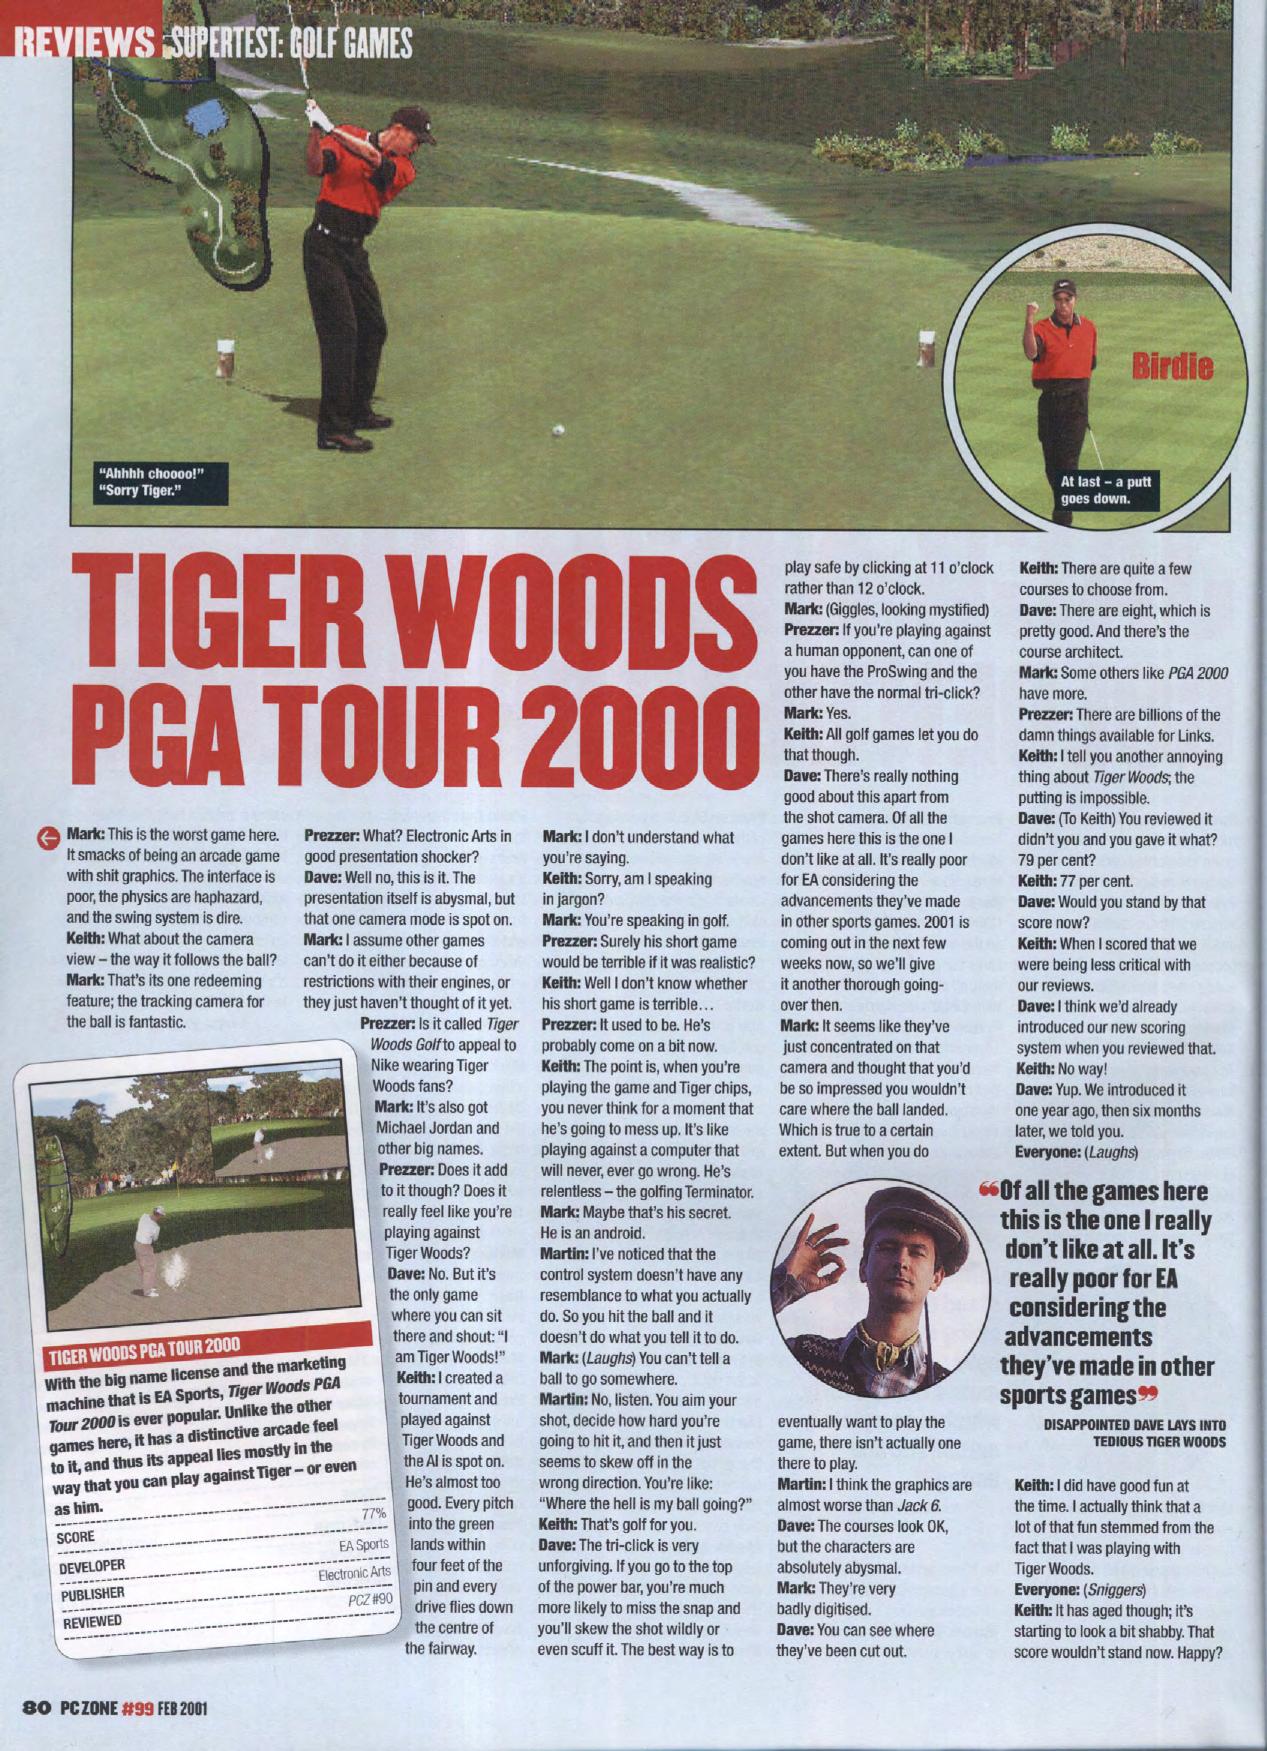 REVIEWS SUPERTEST: GOLF GAMES
"Ahhhh choooo!"
"Sorry Tiger."
Birdie
At last – a putt
goes down.
TIGER WOODS
PGA TOUR 2000
Mark: This is the worst game here.
It smacks of being an arcade game
with shit graphics. The interface is
poor, the physics are haphazard,
and the swing system is dire.
Keith: What about the camera
view – the way it follows the ball?
Mark: That's its one redeeming
feature; the tracking camera for
the ball is fantastic.
Prezzer: What? Electronic Arts in
good presentation shocker?
Dave: Well no, this is it. The
presentation itself is abysmal, but
that one camera mode is spot on.
Mark: I assume other games
can't do it either because of
restrictions with their engines, or
they just haven't thought of it yet.
Prezzer: Is it called Tiger
Woods Golf to appeal to
Nike wearing Tiger
Woods fans?
Mark: It's also got
Michael Jordan and
other big names.
Prezzer: Does it add
to it though? Does it
really feel like you're
playing against
Tiger Woods?
Dave: No. But it's
the only game
where you can sit
there and shout: "I
am Tiger Woods!"
Keith: I created a
tournament and
played against
Tiger Woods and
the AI is spot on.
He's almost too
good. Every pitch
into the green
lands within
four feet of the
pin and every
drive flies down
the centre of
the fairway.
Mark: I don't understand what
you're saying.
Keith: Sorry, am I speaking
in jargon?
Mark: You're speaking in golf.
Prezzer: Surely his short game
would be terrible if it was realistic?
Keith: Well I don't know whether
his short game is terrible...
Prezzer: It used to be. He's
probably come on a bit now.
Keith: The point is, when you're
playing the game and Tiger chips,
you never think for a moment that
he's going to mess up. It's like
playing against a computer that
will never, ever go wrong. He's
relentless – the golfing Terminator.
Mark: Maybe that's his secret.
He is an android.
Martin: I've noticed that the
control system doesn't have any
resemblance to what you actually
do. So you hit the ball and it
doesn't do what you tell it to do.
Mark: (Laughs) You can't tell a
ball to go somewhere.
Martin: No, listen. You aim your
shot, decide how hard you're
going to hit it, and then it just
seems to skew off in the
wrong direction. You're like:
"Where the hell is my ball going?"
Keith: That's golf for you.
Dave: The tri-click is very
unforgiving. If you go to the top
of the power bar, you're much
more likely to miss the snap and
you'll skew the shot wildly or
even scuff it. The best way is to
play safe by clicking at 11 o'clock
rather than 12 o'clock.
Mark: (Giggles, looking mystified)
Prezzer: If you're playing against
a human opponent, can one of
you have the ProSwing and the
other have the normal tri-click?
Mark: Yes.
Keith: All golf games let you do
that though.
Dave: There's really nothing
good about this apart from
the shot camera. Of all the
games here this is the one I
don't like at all. It's really poor
for EA considering the
advancements they've made
in other sports games. 2001 is
coming out in the next few
weeks now, so we'll give
it another thorough going-
over then.
Mark: It seems like they've
just concentrated on that
camera and thought that you'd
be so impressed you wouldn't
care where the ball landed.
Which is true to a certain
extent. But when you do
eventually want to play the
game, there isn't actually one
there to play.
Martin: I think the graphics are
almost worse than Jack 6.
Dave: The courses look OK,
but the characters are
absolutely abysmal.
Mark: They're very
badly digitised.
Dave: You can see where
they've been cut out.
Keith: There are quite a few
courses to choose from.
Dave: There are eight, which is
pretty good. And there's the
course architect.
Mark: Some others like PGA 2000
have more.
Prezzer: There are billions of the
damn things available for Links.
Keith: I tell you another annoying
thing about Tiger Woods; the
putting is impossible.
Dave: (To Keith) You reviewed it
didn't you and you gave it what?
79 per cent?
Keith: 77 per cent.
Dave: Would you stand by that
score now?
Keith: When I scored that we
were being less critical with
our reviews.
Dave: I think we'd already
introduced our new scoring
system when you reviewed that.
Keith: No way!
Dave: Yup. We introduced it
one year ago, then six months
later, we told you.
Everyone: (Laughs)
“Of all the games here
this is the one I really
don't like at all. It's
really poor for EA
considering the
advancements
they've made in other
sports games”
DISAPPOINTED DAVE LAYS INTO
TEDIOUS TIGER WOODS
Keith: I did have good fun at
the time. I actually think that a
lot of that fun stemmed from the
fact that I was playing with
Tiger Woods.
Everyone: (Sniggers)
Keith: It has aged though; it's
starting to look a bit shabby. That
score wouldn't stand now. Happy?
TIGER WOODS PGA TOUR 2000
With the big name license and the marketing
machine that is EA Sports, Tiger Woods PGA
Tour 2000 is ever popular. Unlike the other
games here, it has a distinctive arcade feel
to it, and thus its appeal lies mostly in the
way that you can play against Tiger – or even
as him.
SCORE 77%
DEVELOPER EA Sports
PUBLISHER Electronic Arts
REVIEWED PCZ #90
80 PCZONE #99 FEB 2001